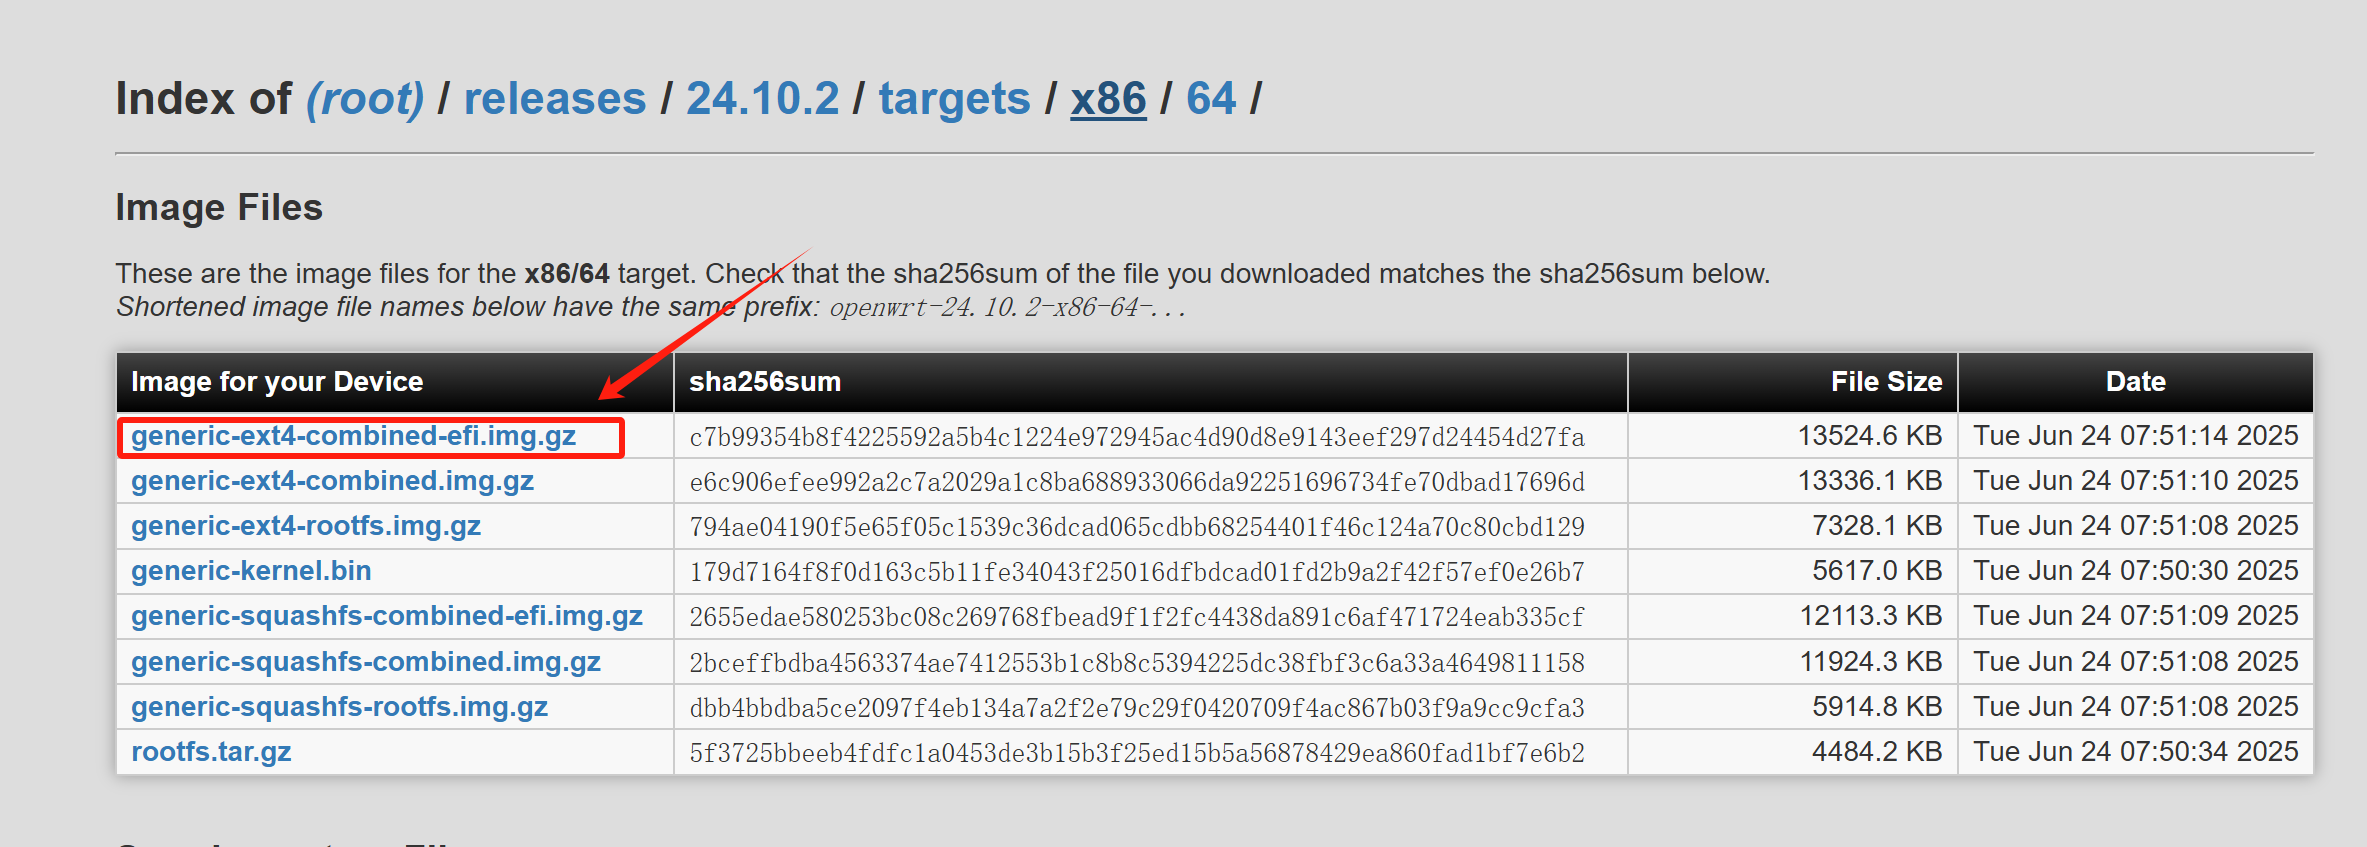 Index of (root) / releases / 24.10.2 / targets / x86 / 64 /
Image Files
These are the image files for the x86/64 target. Check that the sha256sum of the file you downloaded matches the sha256sum below.
Shortened image file names below have the same prefix: openwrt-24.10.2-x86-64-...
Image for your Device sha256sum File Size Date
generic-ext4-combined-efi.img.gz c7b99354b8f4225592a5b4c1224e972945ac4d90d8e9143eef297d24454d27fa 13524.6 KB Tue Jun 24 07:51:14 2025
generic-ext4-combined.img.gz e6c906efee992a2c7a2029a1c8ba688933066da92251696734fe70dbad17696d 13336.1 KB Tue Jun 24 07:51:10 2025
generic-ext4-rootfs.img.gz 794ae04190f5e65f05c1539c36dcad065cdbb68254401f46c124a70c80cbd129 7328.1 KB Tue Jun 24 07:51:08 2025
generic-kernel.bin 179d7164f8f0d163c5b11fe34043f25016dfbdcad01fd2b9a2f42f57ef0e26b7 5617.0 KB Tue Jun 24 07:50:30 2025
generic-squashfs-combined-efi.img.gz 2655edae580253bc08c269768fbead9f1f2fc4438da891c6af471724eab335cf 12113.3 KB Tue Jun 24 07:51:09 2025
generic-squashfs-combined.img.gz 2bceffbdba4563374ae7412553b1c8b8c5394225dc38fbf3c6a33a4649811158 11924.3 KB Tue Jun 24 07:51:08 2025
generic-squashfs-rootfs.img.gz dbb4bbdba5ce2097f4eb134a7a2f2e79c29f0420709f4ac867b03f9a9cc9cfa3 5914.8 KB Tue Jun 24 07:51:08 2025
rootfs.tar.gz 5f3725bbeeb4fdfc1a0453de3b15b3f25ed15b5a56878429ea860fad1bf7e6b2 4484.2 KB Tue Jun 24 07:50:34 2025